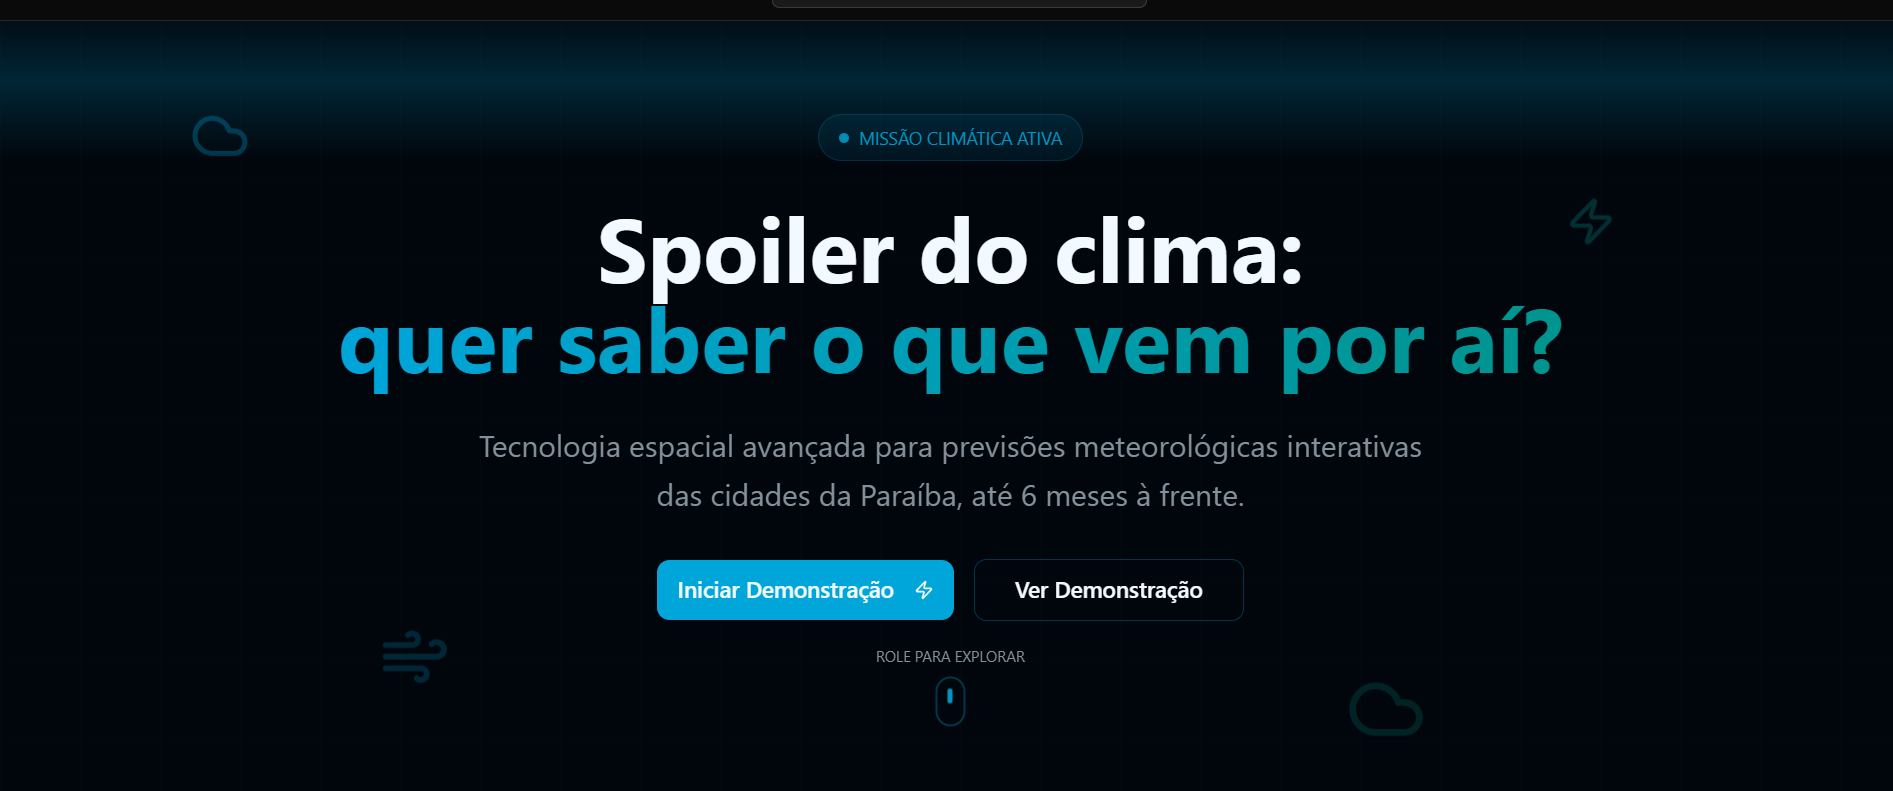 MISSÃO CLIMÁTICA ATIVA
Spoiler do clima:
quer saber o que vem por aí?
Tecnologia espacial avançada para previsões meteorológicas interativas
das cidades da Paraíba, até 6 meses à frente.
Iniciar Demonstração
Ver Demonstração
ROLE PARA EXPLORAR